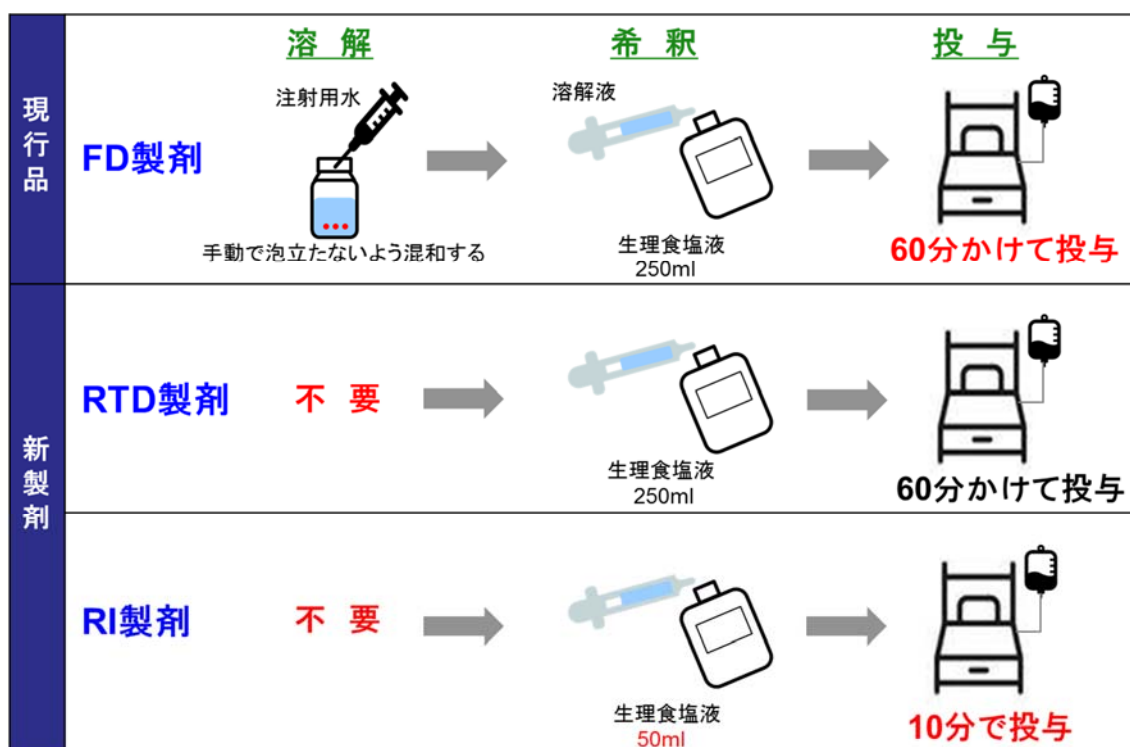 溶解
希釈
投与
現行品
FD製剤
注射用水
手動で泡立たないよう混和する
溶解液
生理食塩液
250ml
60分かけて投与
新製剤
RTD製剤
不要
生理食塩液
250ml
60分かけて投与
RI製剤
不要
生理食塩液
50ml
10分で投与